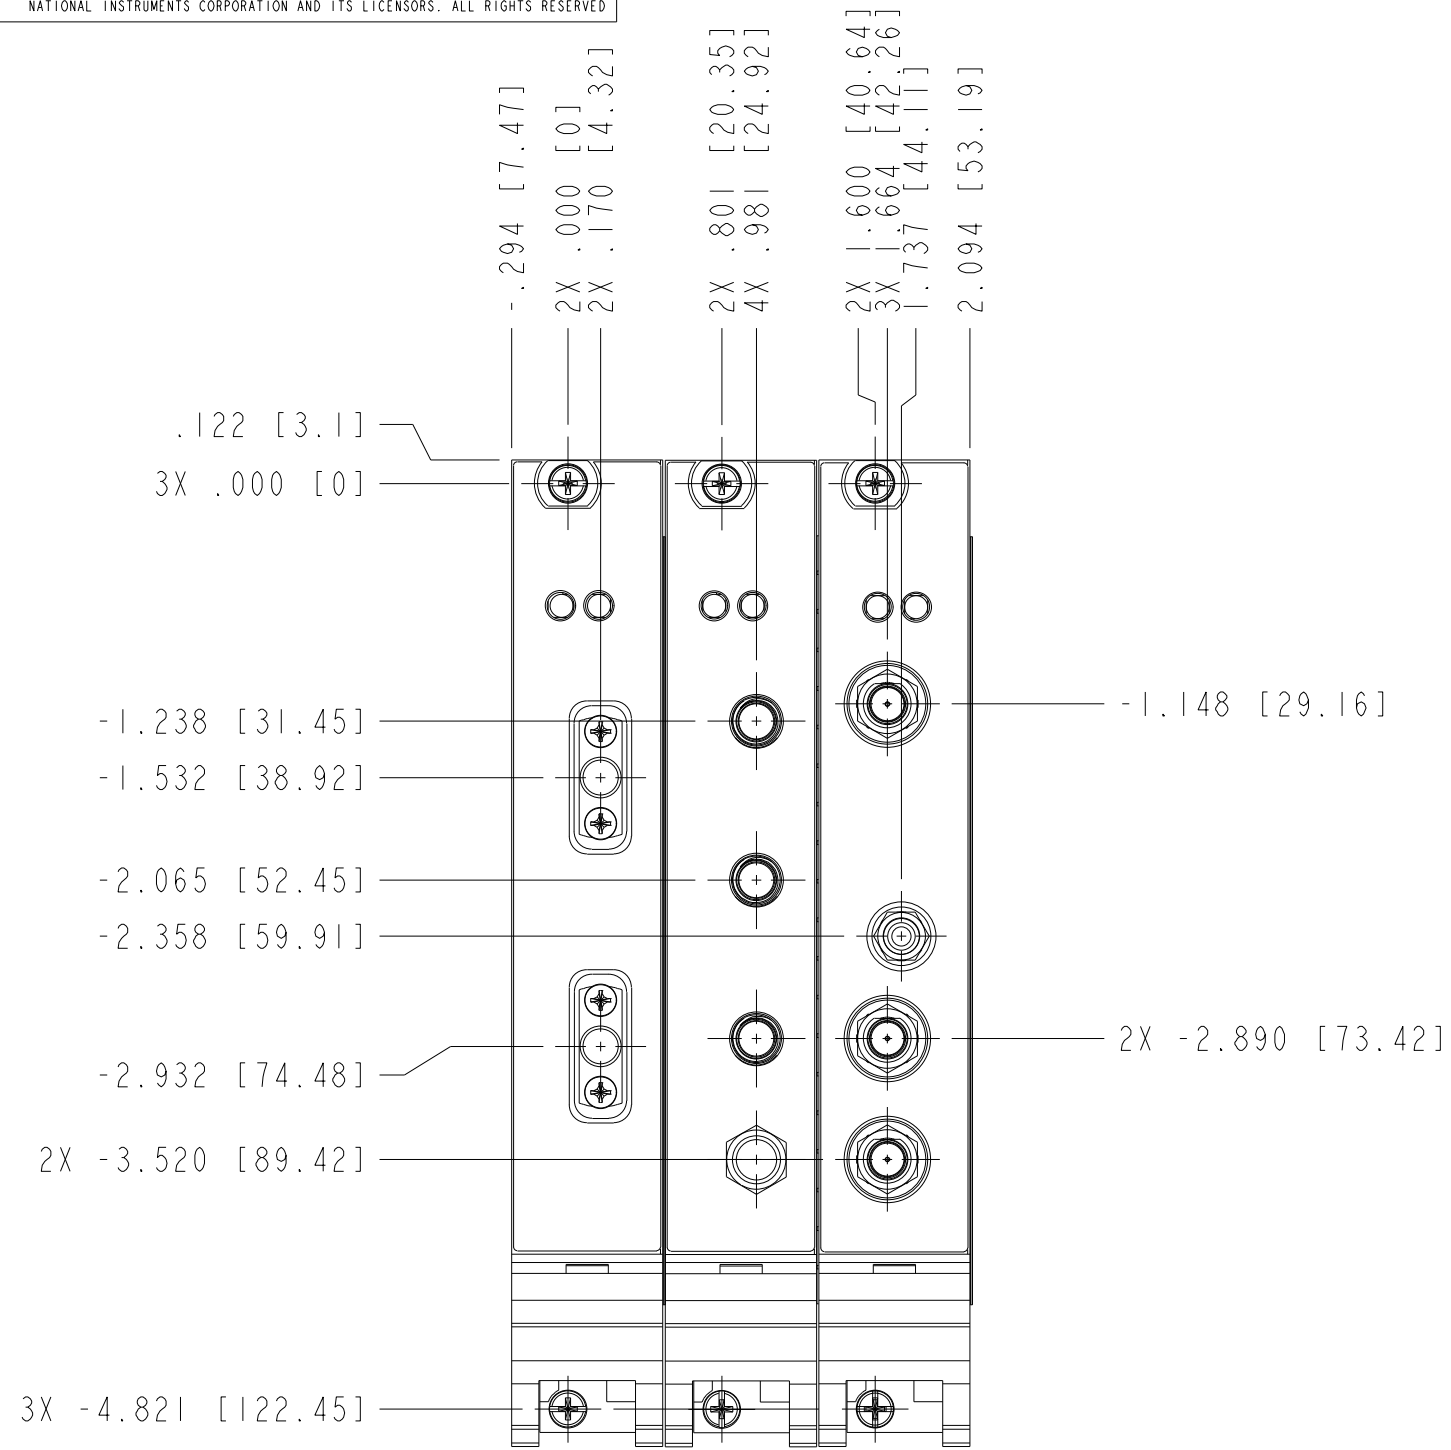 NATIONAL INSTRUMENTS CORPORATION AND ITS LICENSORS. ALL RIGHTS RESERVED
-.294 [7.47]
2X .000 [0]
2X .170 [4.32]
2X .801 [20.35]
4X .981 [24.92]
2X 1.600 [40.64]
3X 1.664 [42.26]
1.737 [44.11]
2.094 [53.19]
.122 [3.1]
3X .000 [0]
-1.238 [31.45]
-1.148 [29.16]
-1.532 [38.92]
-2.065 [52.45]
-2.358 [59.91]
-2.932 [74.48]
2X -2.890 [73.42]
2X -3.520 [89.42]
3X -4.821 [122.45]